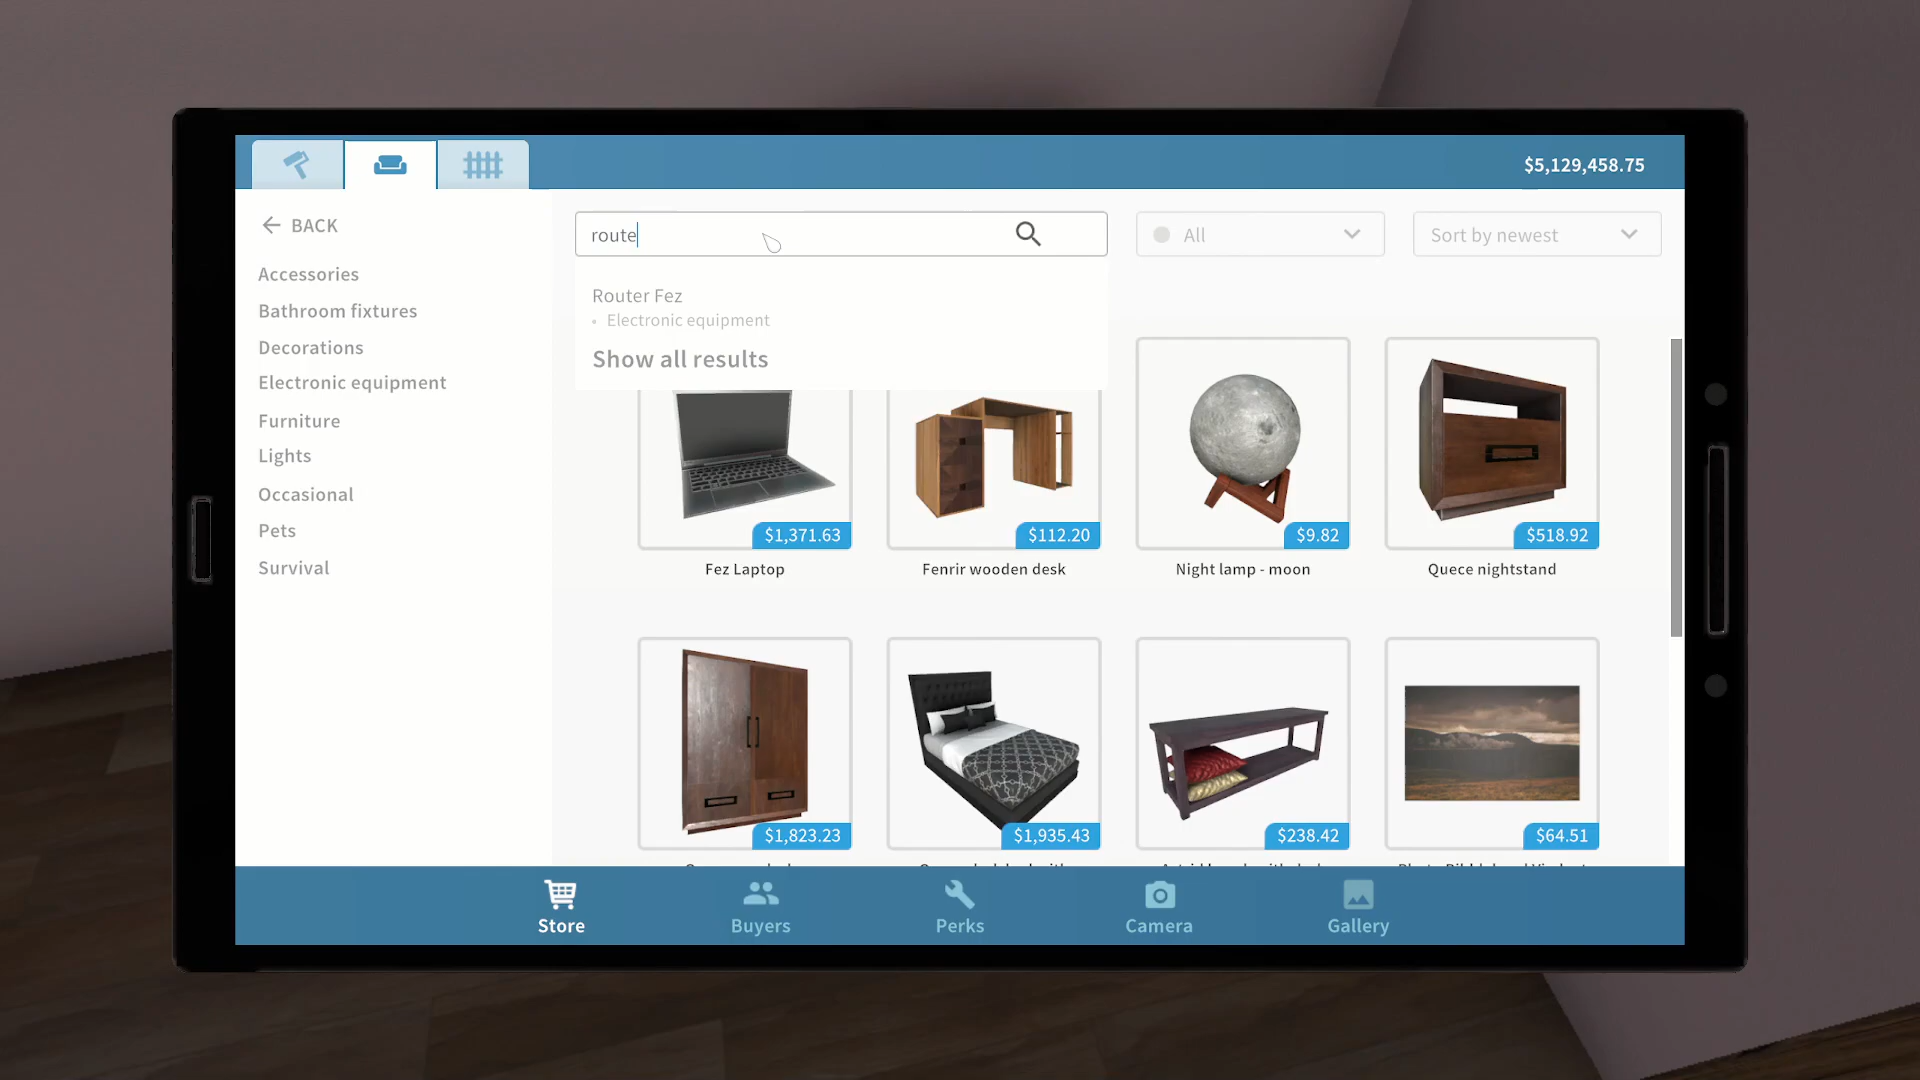 $5,129,458.75
BACK
Accessories
Bathroom fixtures
Decorations
Electronic equipment
Furniture
Lights
Occasional
Pets
Survival
route
All
Sort by newest
Router Fez
• Electronic equipment
Show all results
$1,371.63
$112.20
$9.82
$518.92
Fez Laptop
Fenrir wooden desk
Night lamp - moon
Quece nightstand
$1,823.23
$1,935.43
$238.42
$64.51
Store
Buyers
Perks
Camera
Gallery